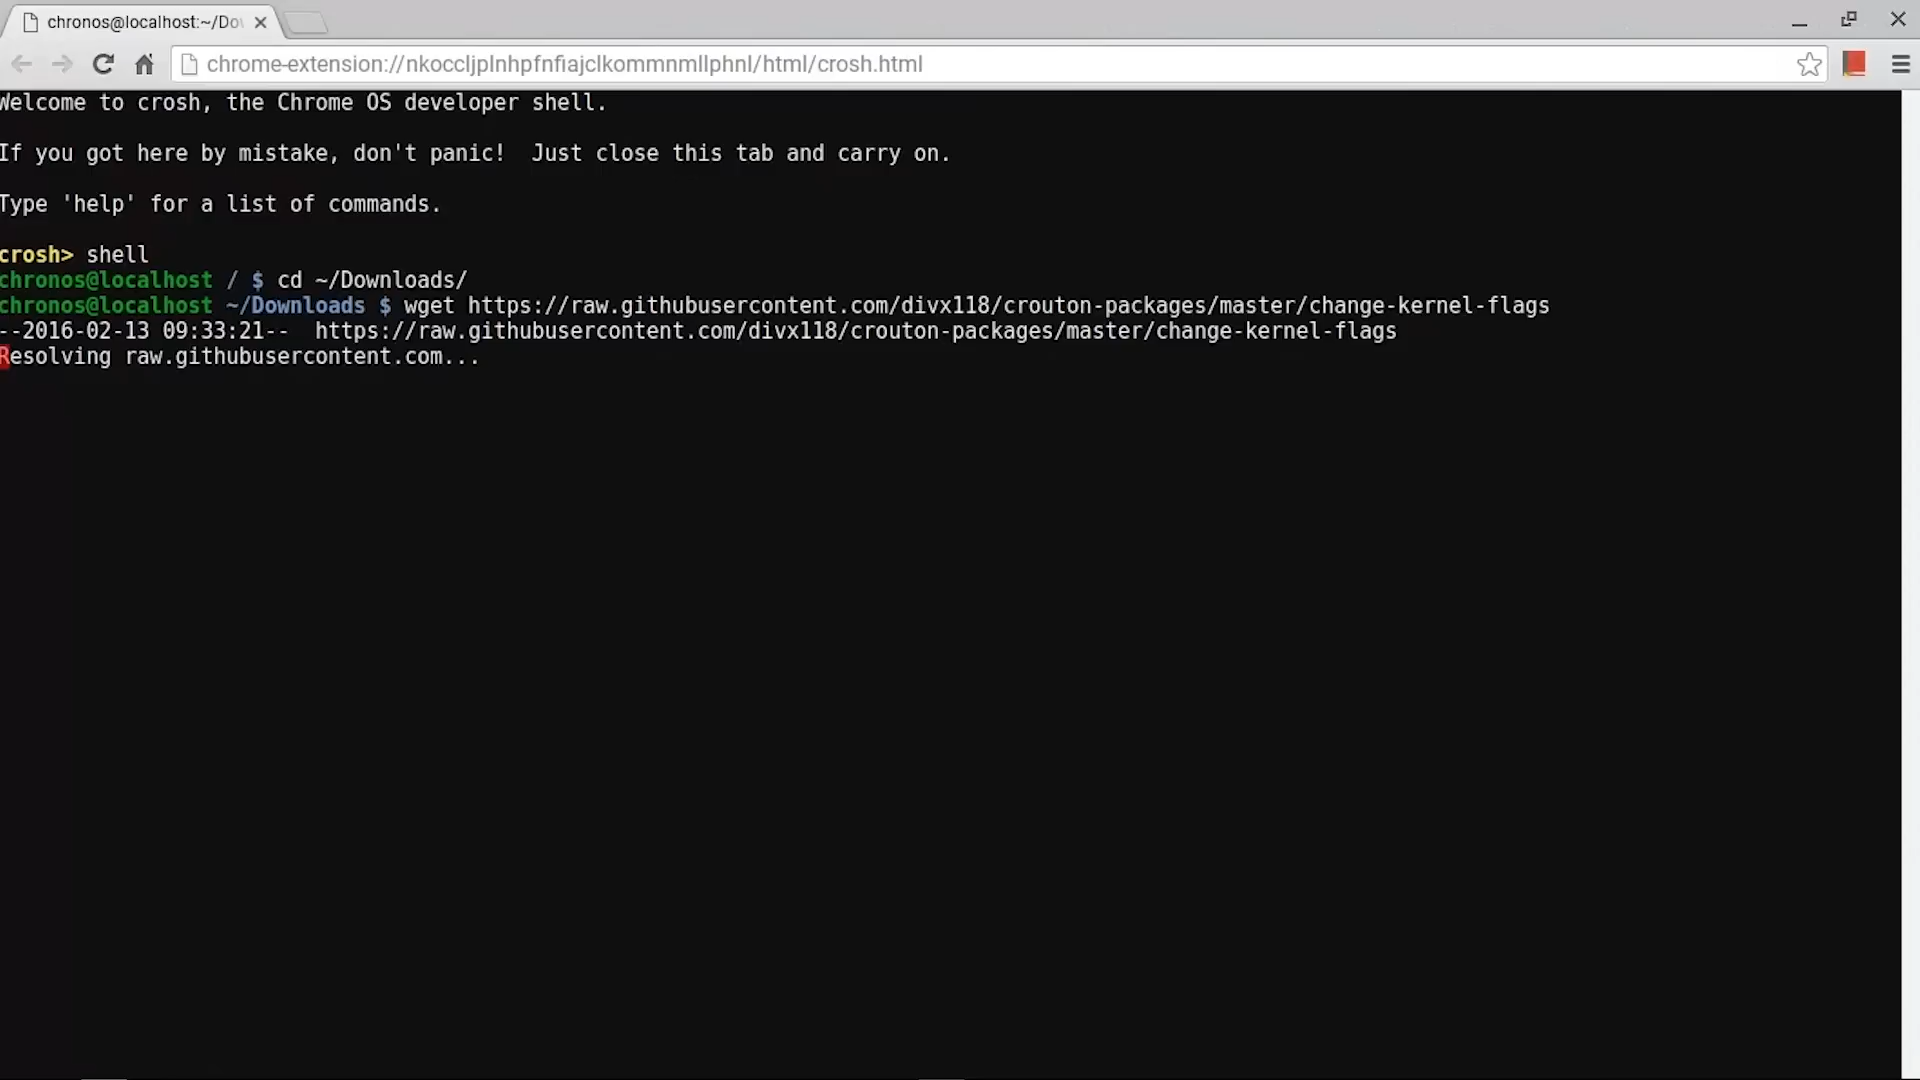 chronos@localhost:~/Do
chrome-extension://nkoccljplnhpfnfiajclkommnmllphnl/html/crosh.html
Welcome to crosh, the Chrome OS developer shell.
If you got here by mistake, don't panic!  Just close this tab and carry on.
Type 'help' for a list of commands.
crosh> shell
chronos@localhost / $ cd ~/Downloads/
chronos@localhost ~/Downloads $ wget https://raw.githubusercontent.com/divx118/crouton-packages/master/change-kernel-flags
--2016-02-13 09:33:21--  https://raw.githubusercontent.com/divx118/crouton-packages/master/change-kernel-flags
Resolving raw.githubusercontent.com...